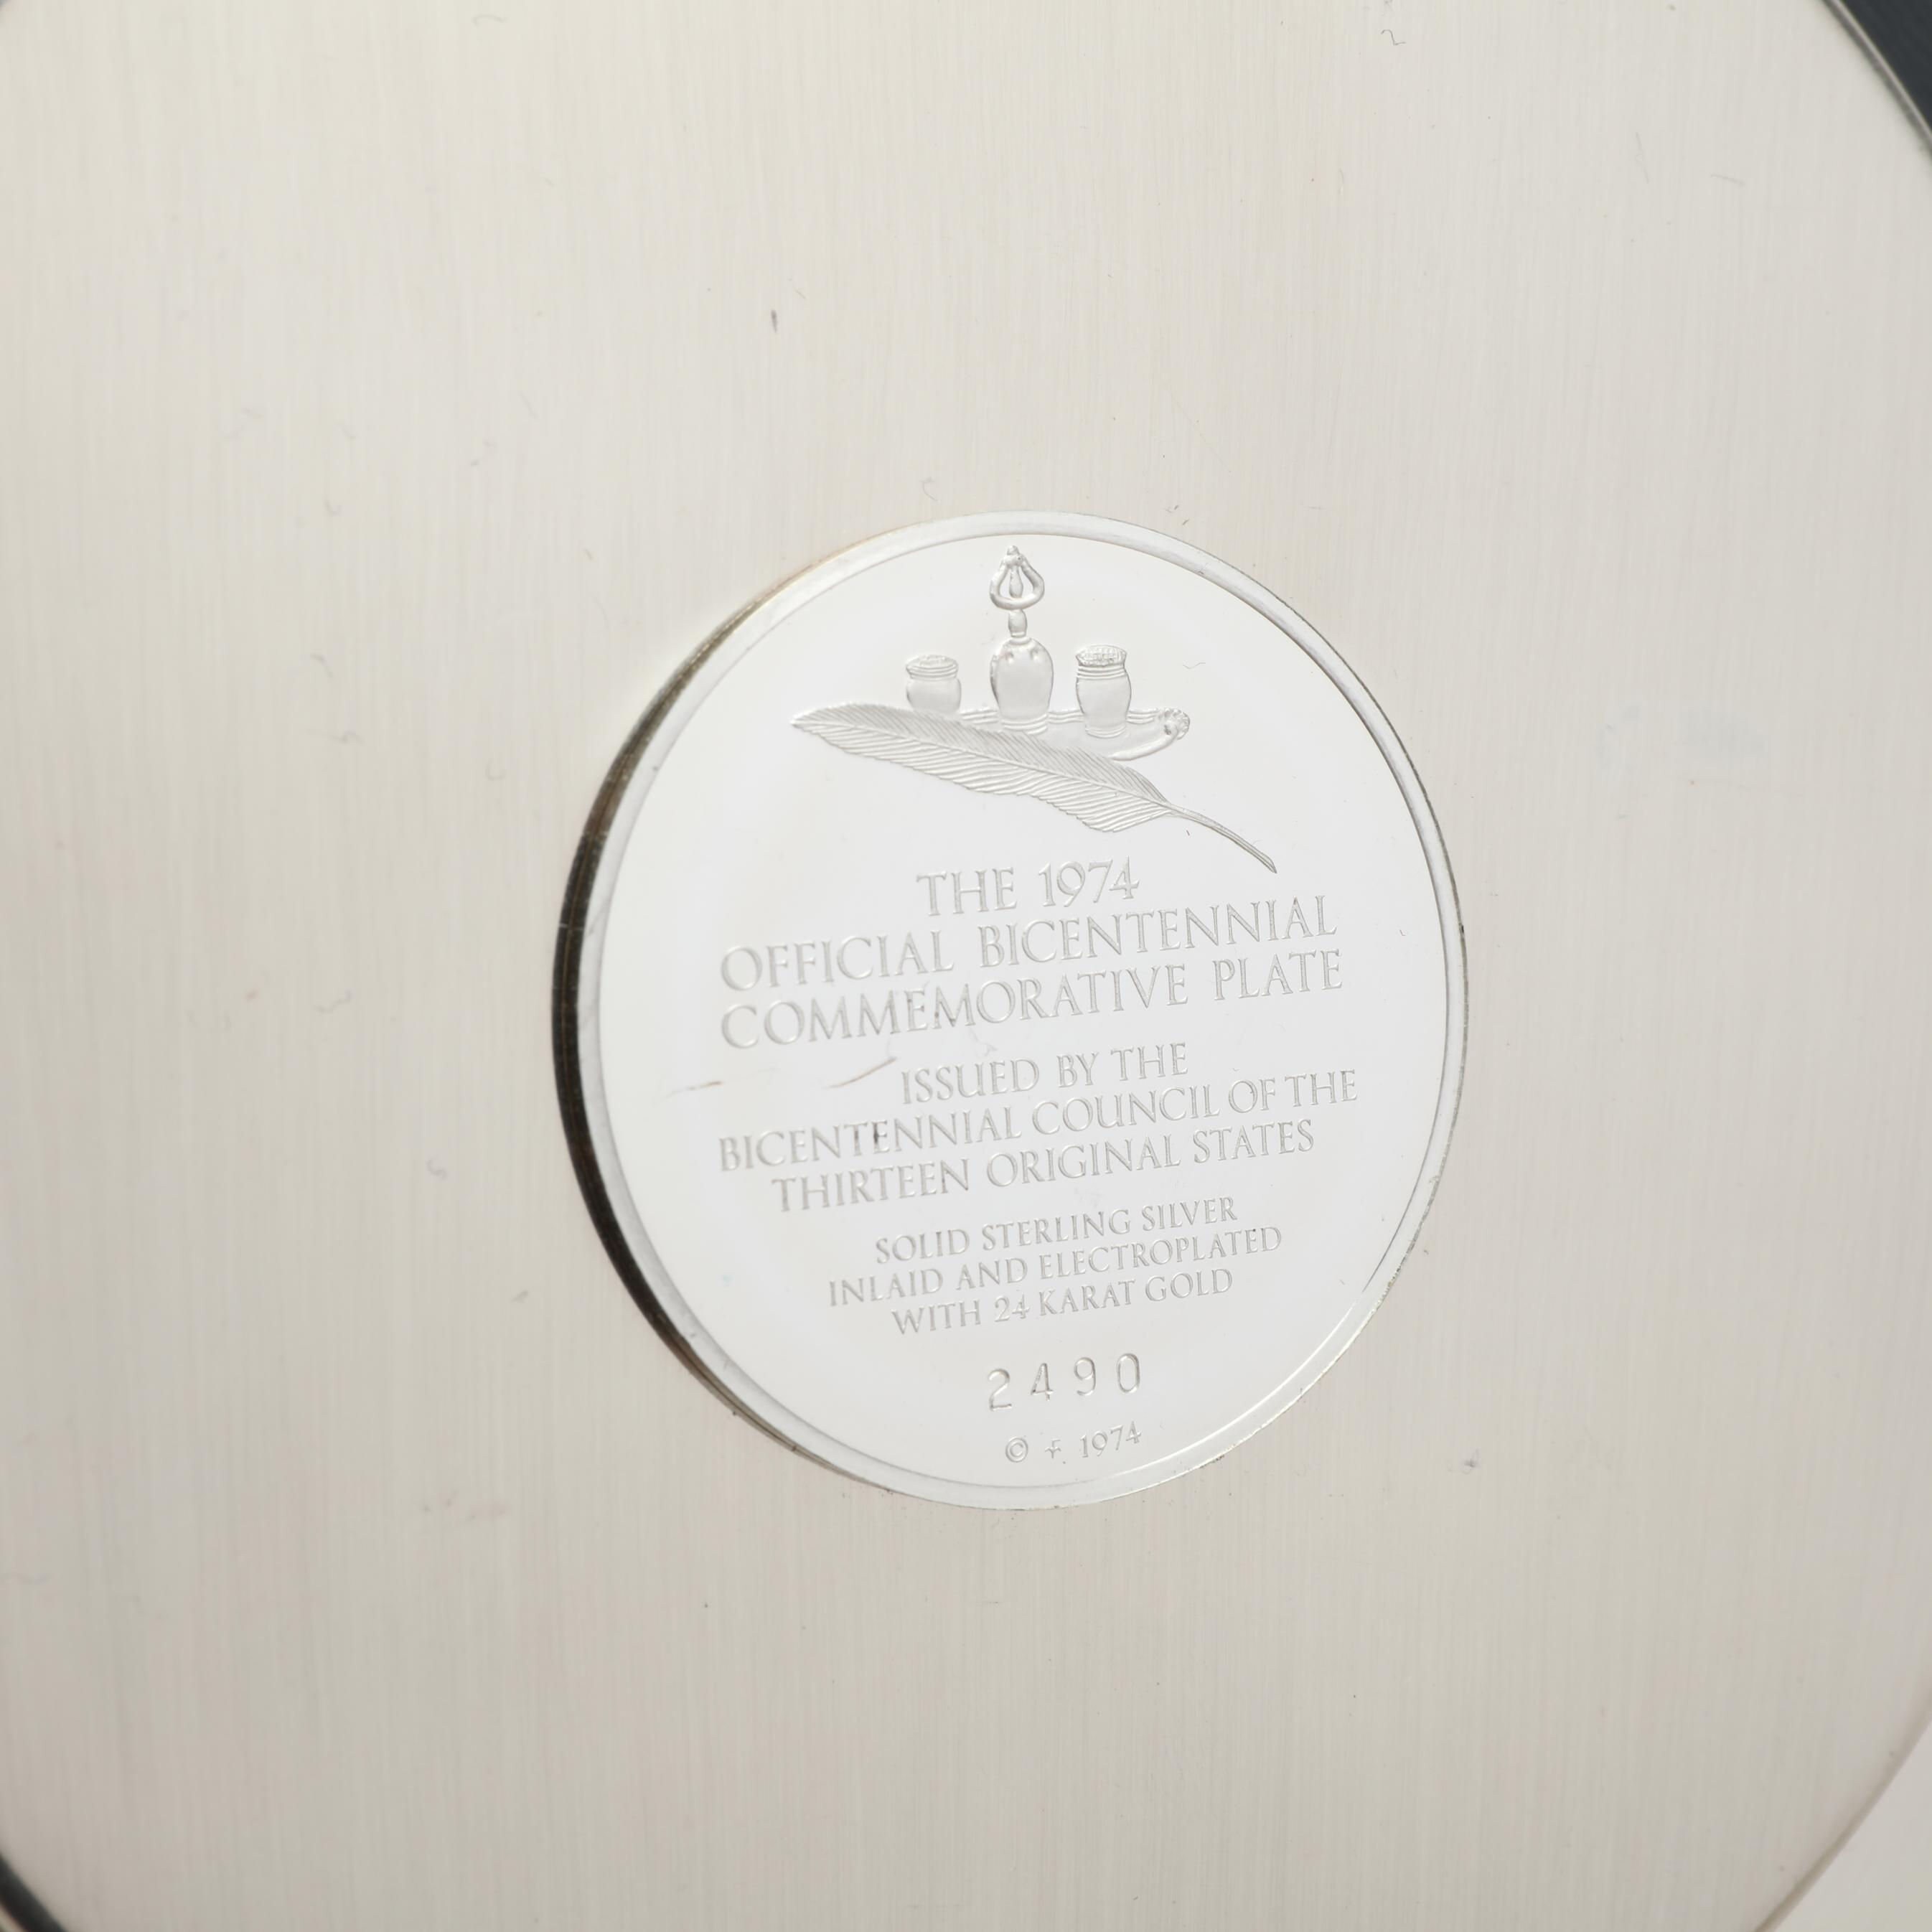 THE 1974
OFFICIAL BICENTENNIAL
COMMEMORATIVE PLATE
ISSUED BY THE
BICENTENNIAL COUNCIL OF THE
THIRTEEN ORIGINAL STATES
SOLID STERLING SILVER
INLAID AND ELECTROPLATED
WITH 24 KARAT GOLD
2490
© F. 1974